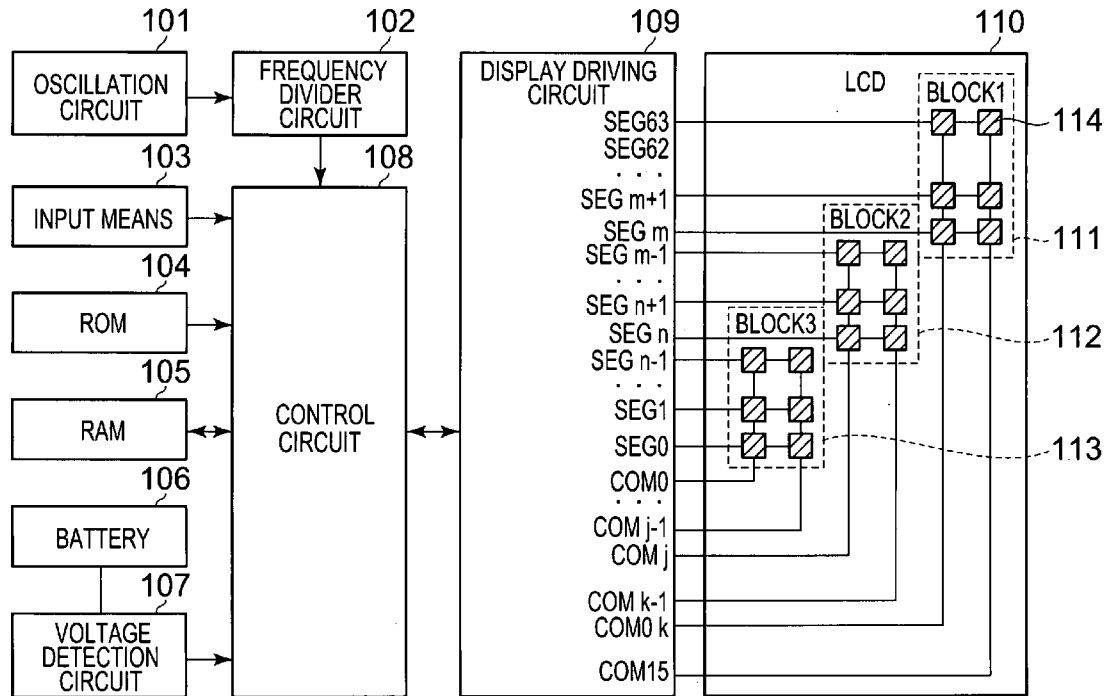 101
OSCILLATION
CIRCUIT
102
FREQUENCY
DIVIDER
CIRCUIT
103
INPUT MEANS
104
ROM
105
RAM
106
BATTERY
107
VOLTAGE
DETECTION
CIRCUIT
108
CONTROL
CIRCUIT
109
DISPLAY DRIVING
CIRCUIT
SEG63
SEG62
. . .
SEG m+1
SEG m
SEG m-1
. . .
SEG n+1
SEG n
SEG n-1
. . .
SEG1
SEG0
COM0
. . .
COM j-1
COM j
COM k-1
COM0 k
COM15
110
LCD
BLOCK1
114
111
BLOCK2
112
BLOCK3
113